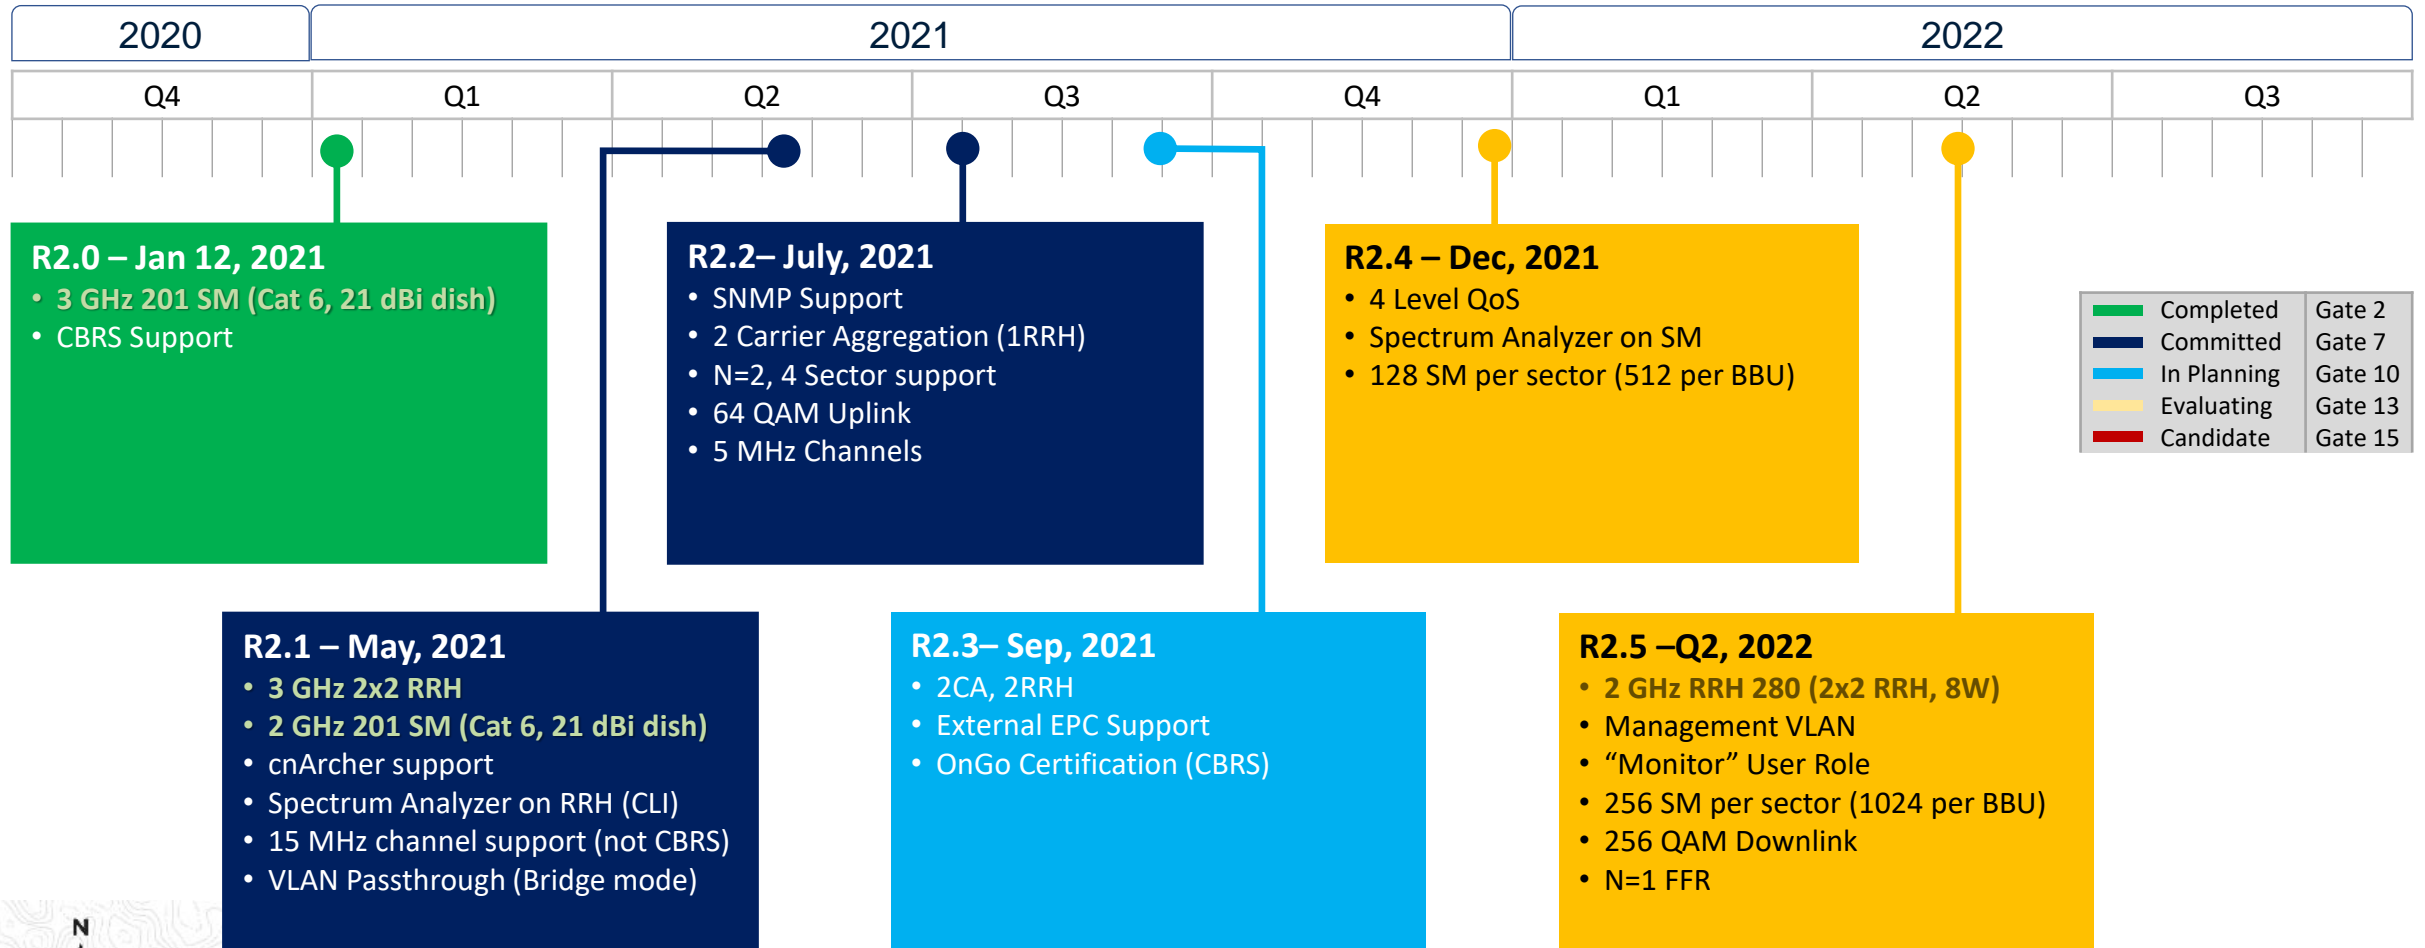 2020
2021
2022
Q4
Q1
Q2
Q3
Q4
Q1
Q2
Q3
R2.0 – Jan 12, 2021
• 3 GHz 201 SM (Cat 6, 21 dBi dish)
• CBRS Support
R2.2– July, 2021
• SNMP Support
• 2 Carrier Aggregation (1RRH)
• N=2, 4 Sector support
• 64 QAM Uplink
• 5 MHz Channels
R2.4 – Dec, 2021
• 4 Level QoS
• Spectrum Analyzer on SM
• 128 SM per sector (512 per BBU)
Completed Gate 2
Committed Gate 7
In Planning Gate 10
Evaluating Gate 13
Candidate Gate 15
R2.1 – May, 2021
• 3 GHz 2x2 RRH
• 2 GHz 201 SM (Cat 6, 21 dBi dish)
• cnArcher support
• Spectrum Analyzer on RRH (CLI)
• 15 MHz channel support (not CBRS)
• VLAN Passthrough (Bridge mode)
R2.3– Sep, 2021
• 2CA, 2RRH
• External EPC Support
• OnGo Certification (CBRS)
R2.5 –Q2, 2022
• 2 GHz RRH 280 (2x2 RRH, 8W)
• Management VLAN
• “Monitor” User Role
• 256 SM per sector (1024 per BBU)
• 256 QAM Downlink
• N=1 FFR
N